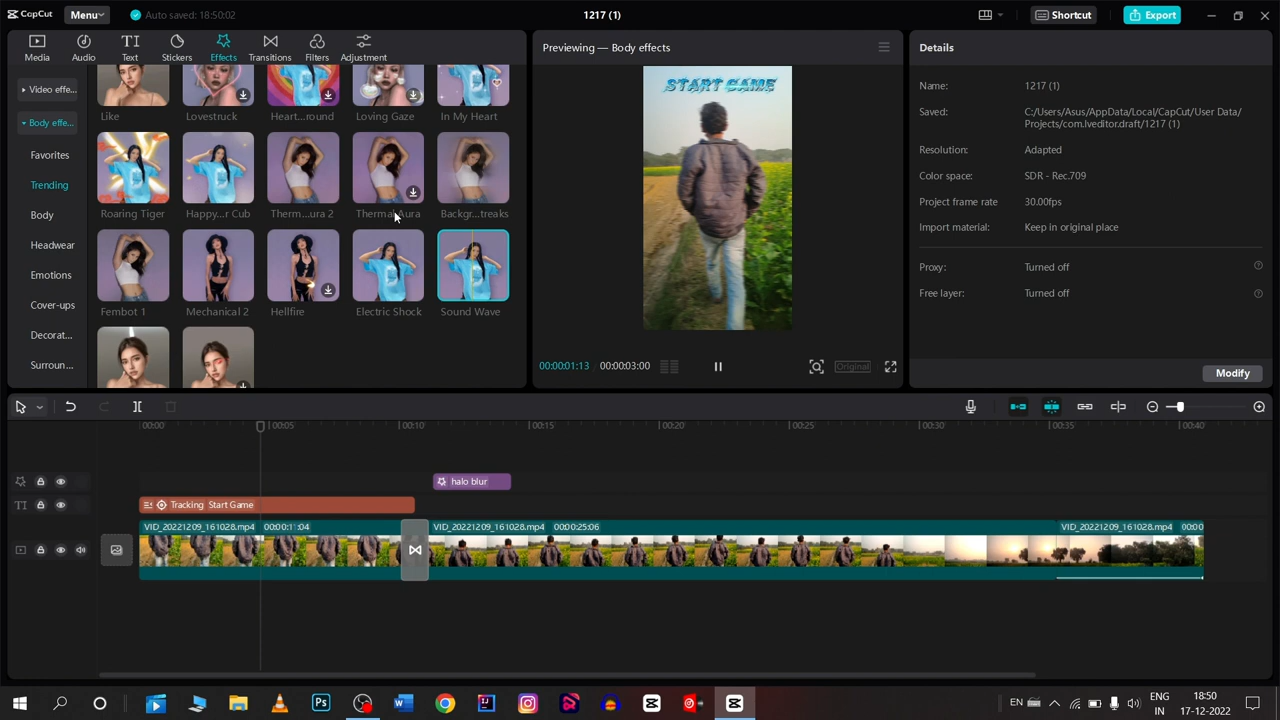 CapCut
Menu
Auto saved: 18:50:02
1217 (1)
Shortcut
Export
Media
Audio
Text
Stickers
Effects
Transitions
Filters
Adjustment
Body effe...
Favorites
Trending
Body
Headwear
Emotions
Cover-ups
Decorat...
Surroun...
Like
Lovestruck
Heart...round
Loving Gaze
In My Heart
Roaring Tiger
Happy...r Cub
Therm...ura 2
Thermal Aura
Backgr...treaks
Fembot 1
Mechanical 2
Hellfire
Electric Shock
Sound Wave
Previewing — Body effects
START GAME
00:00:01:13
00:00:03:00
Original
Details
Name:
1217 (1)
Saved:
C:/Users/Asus/AppData/Local/CapCut/User Data/
Projects/com.lveditor.draft/1217 (1)
Resolution:
Adapted
Color space:
SDR - Rec.709
Project frame rate
30.00fps
Import material:
Keep in original place
Proxy:
Turned off
Free layer:
Turned off
Modify
00:00
00:05
00:10
00:15
00:20
00:25
00:30
00:35
00:40
halo blur
Tracking Start Game
VID_20221209_161028.mp4 00:00:11:04
VID_20221209_161028.mp4 00:00:25:06
VID_20221209_161028.mp4 00:00
Ps
EN
ENG
IN
18:50
17-12-2022